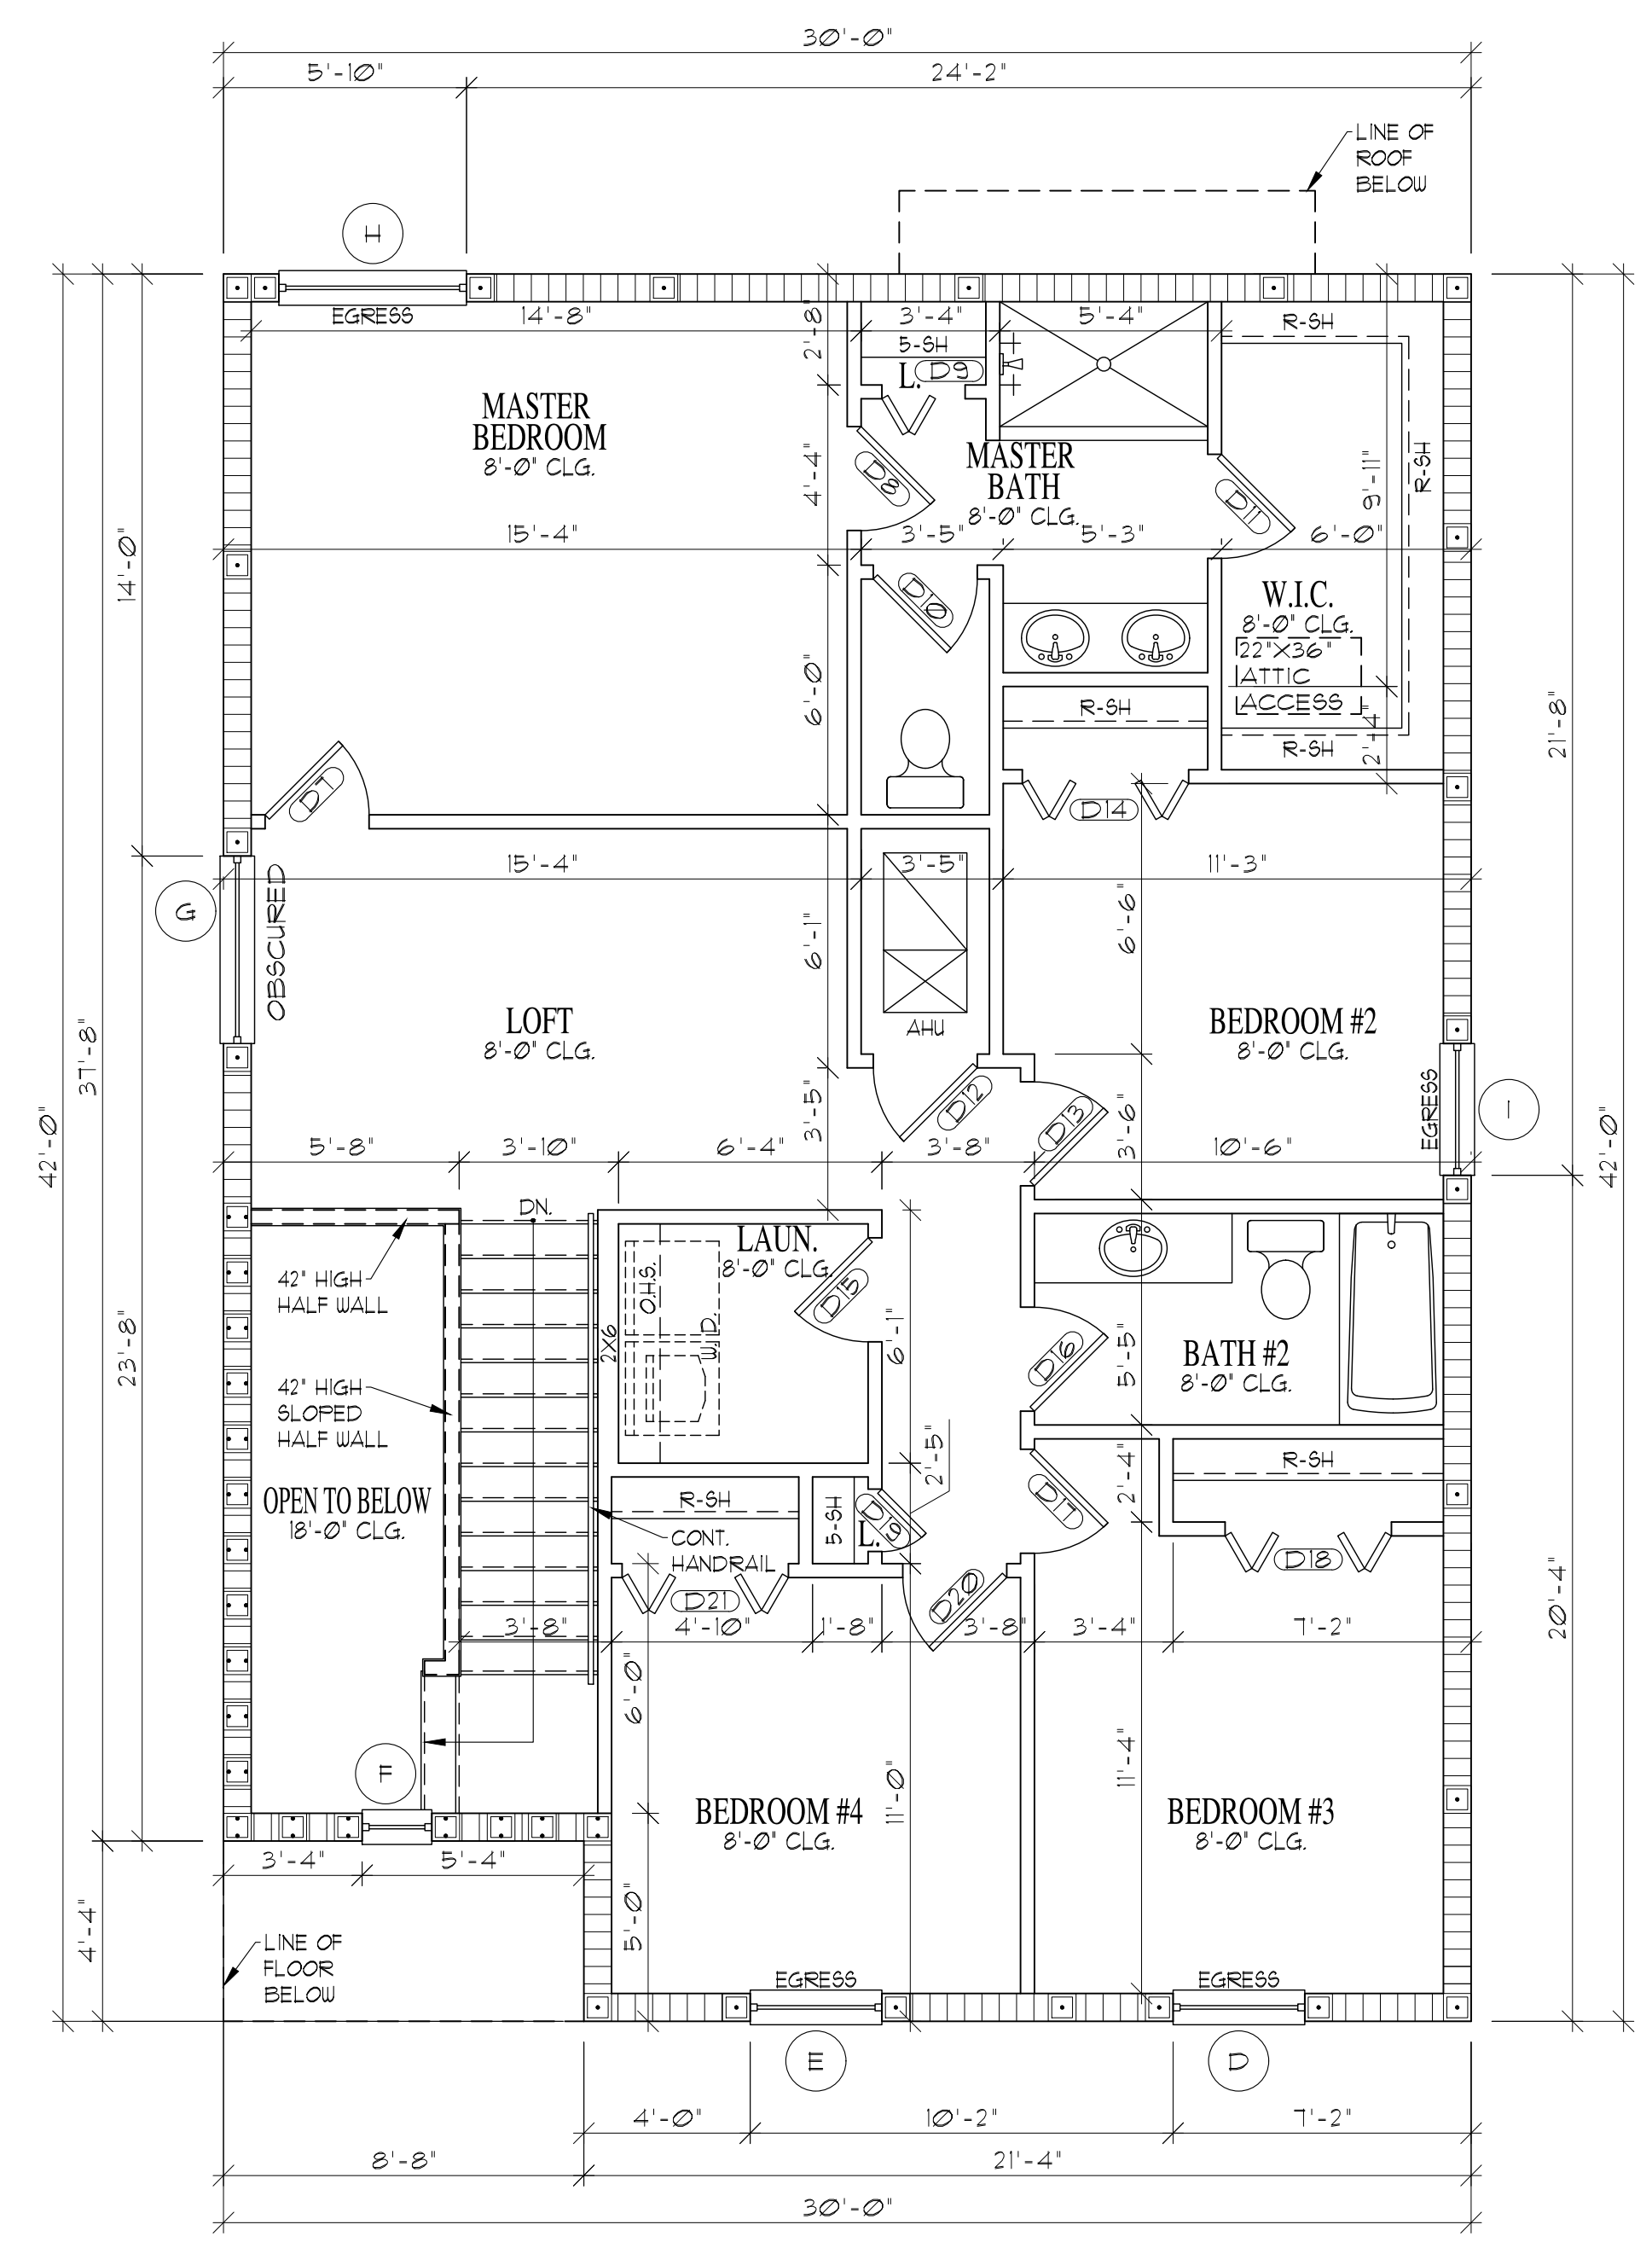 30'-0"
5'-10"
24'-2"
LINE OF
ROOF
BELOW
H
EGRESS
14'-8"
2'-8"
3'-4"
5'-4"
R-SH
5-SH
L.
D9
MASTER
BEDROOM
8'-0" CLG.
4'-4"
D8
MASTER
BATH
8'-0" CLG.
D11
9'-11"
R-SH
15'-4"
3'-5"
5'-3"
6'-0"
14'-0"
D10
W.I.C.
8'-0" CLG.
22"X36"
ATTIC
ACCESS
6'-0"
R-SH
2'-4"
R-SH
21'-8"
D7
D14
15'-4"
3'-5"
11'-3"
G
OBSCURED
6'-1"
6'-6"
LOFT
8'-0" CLG.
AHU
BEDROOM #2
8'-0" CLG.
37'-8"
42'-0"
D12
D13
3'-5"
3'-6"
EGRESS
I
42'-0"
5'-8"
3'-10"
6'-4"
3'-8"
10'-6"
DN.
LAUN.
8'-0" CLG.
42" HIGH
HALF WALL
O.H.S.
D15
2X6
W.D.
6'-1"
D16
5'-5"
BATH #2
8'-0" CLG.
23'-8"
42" HIGH
SLOPED
HALF WALL
2'-5"
2'-4"
R-SH
OPEN TO BELOW
18'-0" CLG.
R-SH
5-SH
L.
D19
D17
CONT.
HANDRAIL
D18
D21
D20
3'-8"
4'-10"
1'-8"
3'-8"
3'-4"
7'-2"
20'-4"
6'-0"
F
11'-0"
11'-4"
BEDROOM #4
8'-0" CLG.
BEDROOM #3
8'-0" CLG.
3'-4"
5'-4"
4'-4"
5'-0"
LINE OF
FLOOR
BELOW
EGRESS
EGRESS
E
D
4'-0"
10'-2"
7'-2"
8'-8"
21'-4"
30'-0"